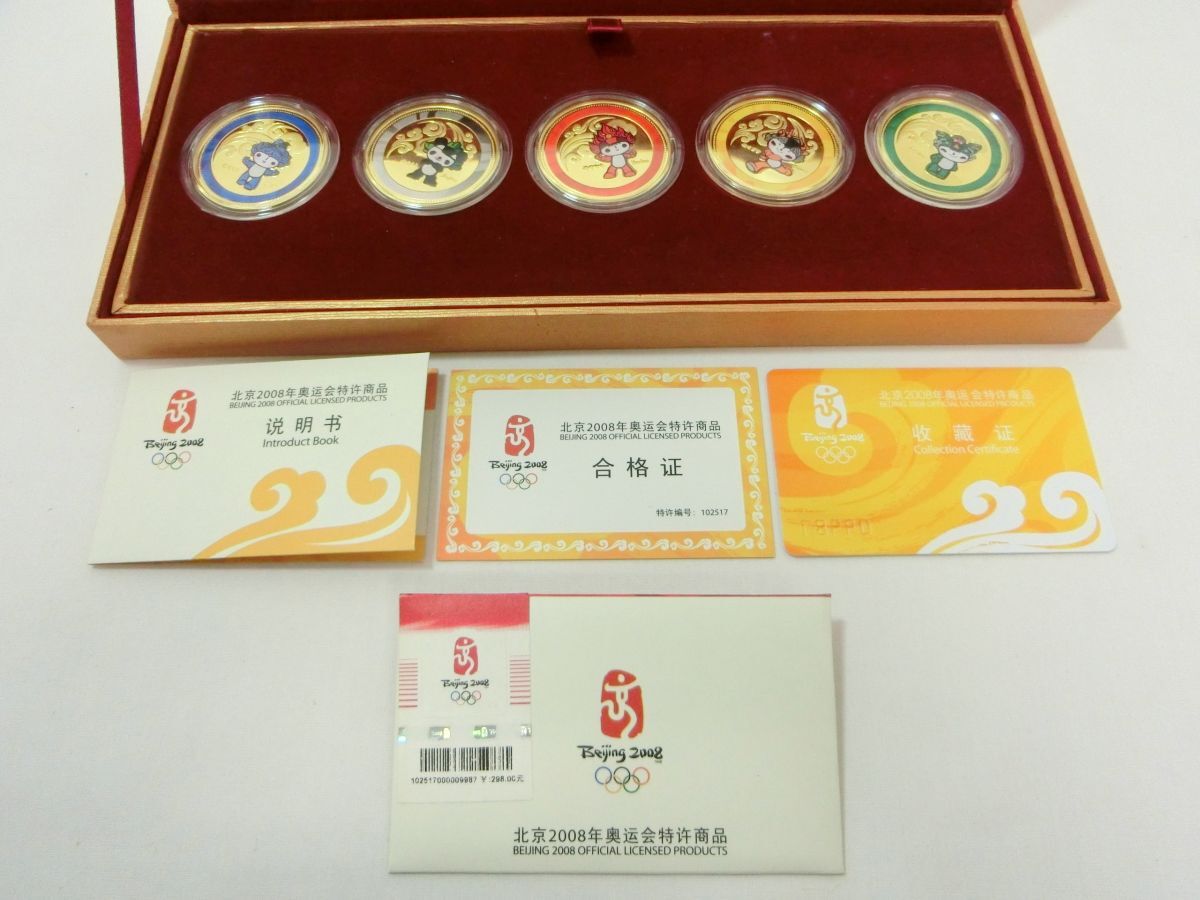 北京2008年奥运会特许商品
BEIJING 2008 OFFICIAL LICENSED PRODUCTS
说明书
Introduct Book
Beijing 2008
北京2008年奥运会特许商品
BEIJING 2008 OFFICIAL LICENSED PRODUCTS
合格证
Beijing 2008
特许编号：102517
北京2008年奥运会特许商品
BEIJING 2008 OFFICIAL LICENSED PRODUCTS
收藏证
Collection Certificate
Beijing 2008
Beijing 2008
102517000009987 ¥:298.00元
Beijing 2008
北京2008年奥运会特许商品
BEIJING 2008 OFFICIAL LICENSED PRODUCTS